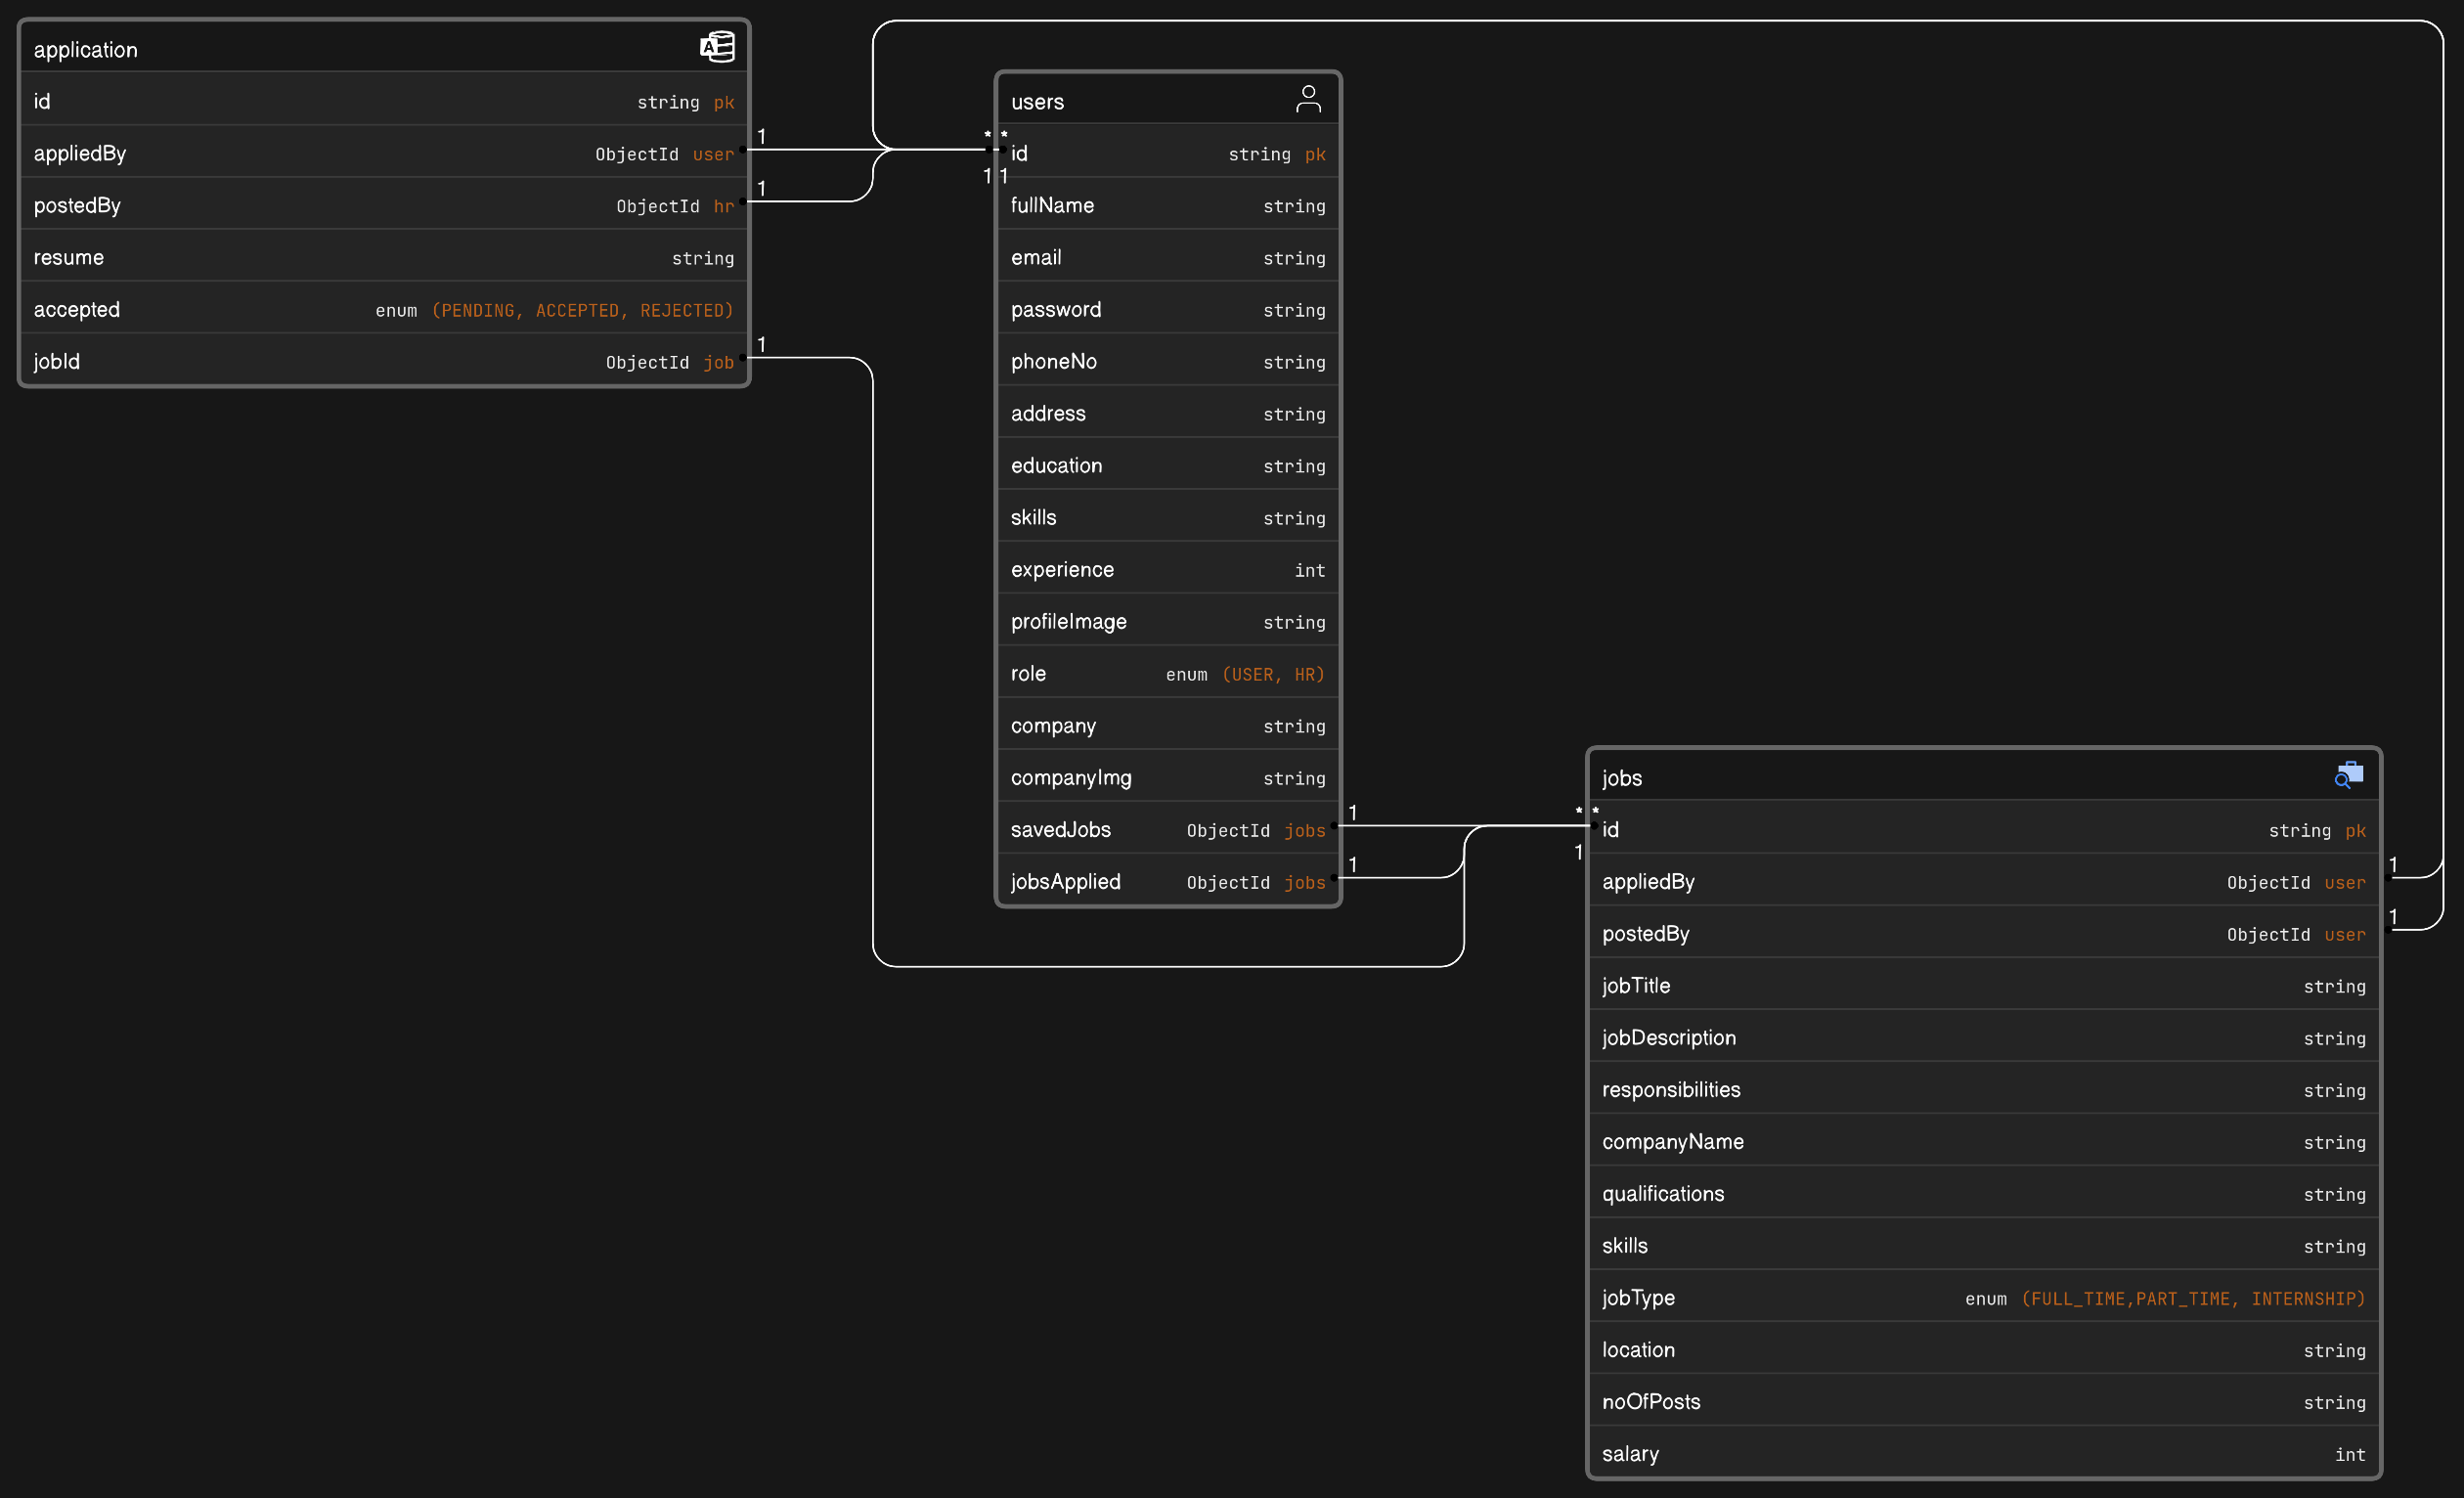 application
id string pk
appliedBy ObjectId user 1
postedBy ObjectId hr 1
resume string
accepted enum (PENDING, ACCEPTED, REJECTED)
jobId ObjectId job 1
users
* *
id string pk
1 1
fullName string
email string
password string
phoneNo string
address string
education string
skills string
experience int
profileImage string
role enum (USER, HR)
company string
companyImg string
savedJobs ObjectId jobs 1
jobsApplied ObjectId jobs 1
jobs
* *
id string pk
1
appliedBy ObjectId user 1
postedBy ObjectId user 1
jobTitle string
jobDescription string
responsibilities string
companyName string
qualifications string
skills string
jobType enum (FULL_TIME,PART_TIME, INTERNSHIP)
location string
noOfPosts string
salary int